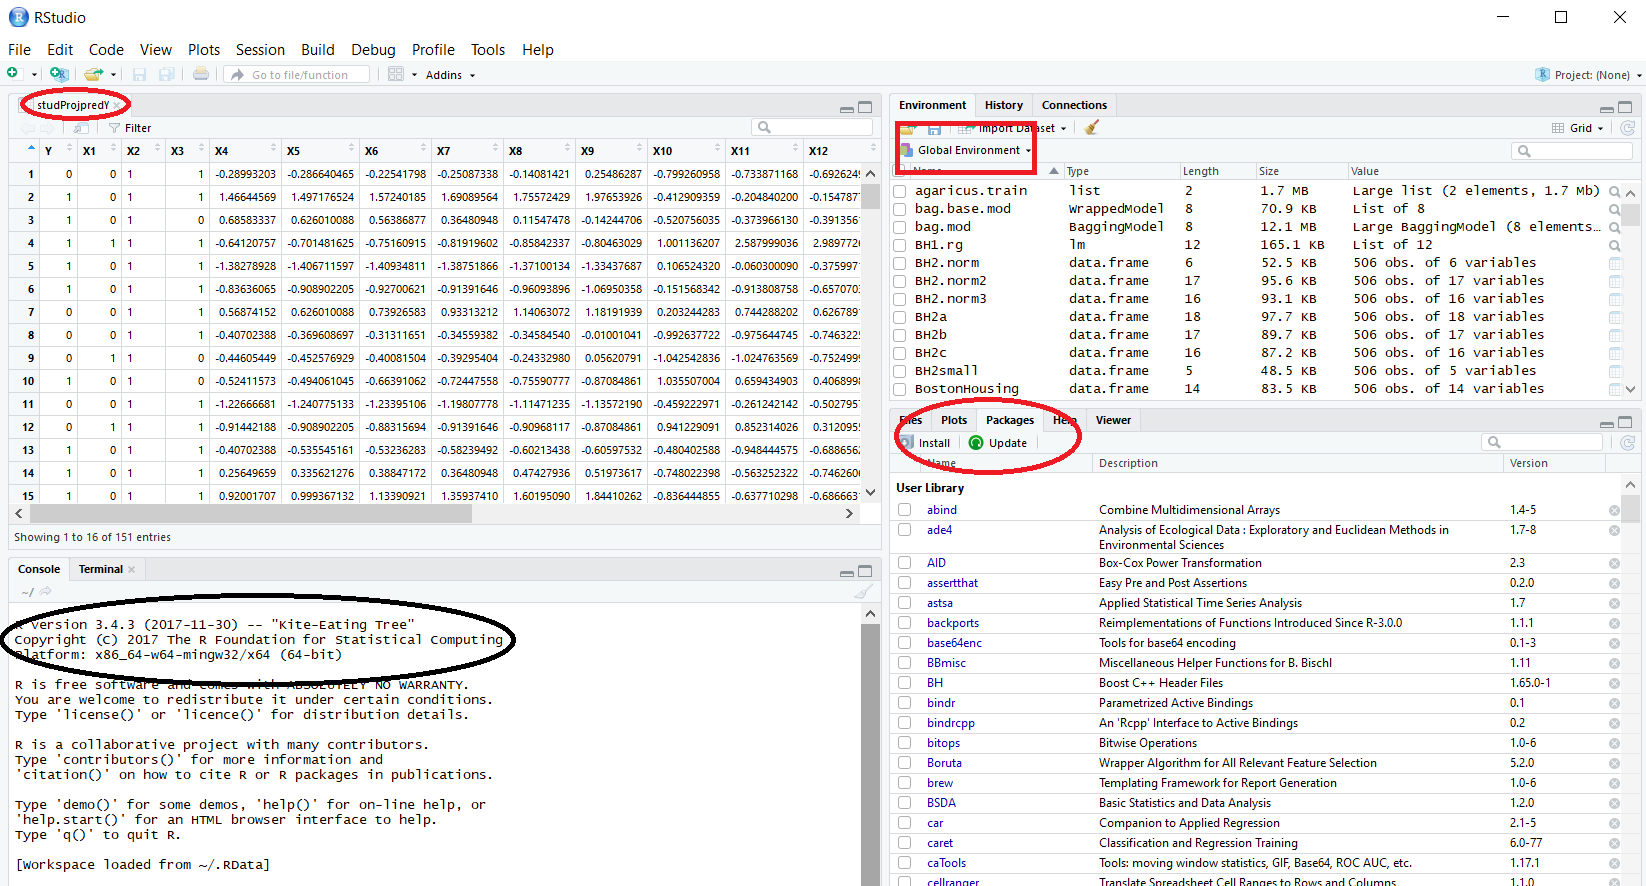 RStudio
File Edit Code View Plots Session Build Debug Profile Tools Help
Go to file/function Addins Project: (None)
studProjpredY
Filter
Y X1 X2 X3 X4 X5 X6 X7 X8 X9 X10 X11 X12
1 0 0 1 1 -0.28993203 -0.286640465 -0.22541798 -0.25087338 -0.14081421 0.25486287 -0.799260958 -0.733871168 -0.6926249
2 1 0 1 1 1.46644569 1.497176524 1.57240185 1.69089564 1.75572429 1.97653926 -0.412909359 -0.204840200 -0.154787
3 1 0 1 0 0.68583337 0.626010088 0.56386877 0.36480948 0.11547478 -0.14244706 -0.520756035 -0.373966130 -0.391356
4 1 1 1 1 -0.64120757 -0.701481625 -0.75160915 -0.81919602 -0.85842337 -0.80463029 1.001136207 2.587999036 2.989772
5 1 0 1 1 -1.38278928 -1.406711597 -1.40934811 -1.38751866 -1.37100134 -1.33437687 0.106524320 -0.060300090 -0.375997
6 1 0 1 1 -0.83636065 -0.908902205 -0.92700621 -0.91391646 -0.96093896 -1.06950358 -0.151568342 -0.913808758 -0.657070
7 0 0 1 1 0.56874152 0.626010088 0.73926583 0.93313212 1.14063072 1.18191939 0.203244283 0.744288202 0.626789
8 0 0 1 1 -0.40702388 -0.369608697 -0.31311651 -0.34559382 -0.34584540 -0.01001041 -0.992637722 -0.975644745 -0.746322
9 0 1 1 0 -0.44605449 -0.452576929 -0.40081504 -0.39295404 -0.24332980 0.05620791 -1.042542836 -1.024763569 -0.752499
10 1 0 1 0 -0.52411573 -0.494061045 -0.66391062 -0.72447558 -0.75590777 -0.87084861 1.035507004 0.659434903 0.406899
11 0 0 1 1 -1.22666681 -1.240775133 -1.23395106 -1.19807778 -1.11471235 -1.13572190 -0.459222971 -0.261242142 -0.502795
12 0 1 1 0 -0.91442188 -0.908902205 -0.88315694 -0.91391646 -0.90968117 -0.87084861 0.941229091 0.852314026 0.312095
13 1 0 1 1 -0.40702388 -0.535545161 -0.53236283 -0.58239492 -0.60213438 -0.60597532 -0.480402588 -0.948444575 -0.688656
14 1 0 1 1 0.25649659 0.335621276 0.38847172 0.36480948 0.47427936 0.51973617 -0.748022398 -0.563252322 -0.746260
15 1 0 1 1 0.92001707 0.999367132 1.13390921 1.35937410 1.60195090 1.84410262 -0.836444855 -0.637710298 -0.686663
Showing 1 to 16 of 151 entries
Console Terminal
~/
R version 3.4.3 (2017-11-30) -- "Kite-Eating Tree"
Copyright (C) 2017 The R Foundation for Statistical Computing
Platform: x86_64-w64-mingw32/x64 (64-bit)
R is free software and comes with ABSOLUTELY NO WARRANTY.
You are welcome to redistribute it under certain conditions.
Type 'license()' or 'licence()' for distribution details.
R is a collaborative project with many contributors.
Type 'contributors()' for more information and
'citation()' on how to cite R or R packages in publications.
Type 'demo()' for some demos, 'help()' for on-line help, or
'help.start()' for an HTML browser interface to help.
Type 'q()' to quit R.
[Workspace loaded from ~/.RData]
Environment History Connections
Import Dataset Grid
Global Environment
Name Type Length Size Value
agaricus.train list 2 1.7 MB Large list (2 elements, 1.7 Mb)
bag.base.mod WrappedModel 8 70.9 KB List of 8
bag.mod BaggingModel 8 12.1 MB Large BaggingModel (8 elements…
BH1.rg lm 12 165.1 KB List of 12
BH2.norm data.frame 6 52.5 KB 506 obs. of 6 variables
BH2.norm2 data.frame 17 95.6 KB 506 obs. of 17 variables
BH2.norm3 data.frame 16 93.1 KB 506 obs. of 16 variables
BH2a data.frame 18 97.7 KB 506 obs. of 18 variables
BH2b data.frame 17 89.7 KB 506 obs. of 17 variables
BH2c data.frame 16 87.2 KB 506 obs. of 16 variables
BH2small data.frame 5 48.5 KB 506 obs. of 5 variables
BostonHousing data.frame 14 83.5 KB 506 obs. of 14 variables
Files Plots Packages Help Viewer
Install Update
Name Description Version
User Library
abind Combine Multidimensional Arrays 1.4-5
ade4 Analysis of Ecological Data : Exploratory and Euclidean Methods in 1.7-8
Environmental Sciences
AID Box-Cox Power Transformation 2.3
assertthat Easy Pre and Post Assertions 0.2.0
astsa Applied Statistical Time Series Analysis 1.7
backports Reimplementations of Functions Introduced Since R-3.0.0 1.1.1
base64enc Tools for base64 encoding 0.1-3
BBmisc Miscellaneous Helper Functions for B. Bischl 1.11
BH Boost C++ Header Files 1.65.0-1
bindr Parametrized Active Bindings 0.1
bindrcpp An 'Rcpp' Interface to Active Bindings 0.2
bitops Bitwise Operations 1.0-6
Boruta Wrapper Algorithm for All Relevant Feature Selection 5.2.0
brew Templating Framework for Report Generation 1.0-6
BSDA Basic Statistics and Data Analysis 1.2.0
car Companion to Applied Regression 2.1-5
caret Classification and Regression Training 6.0-77
caTools Tools: moving window statistics, GIF, Base64, ROC AUC, etc. 1.17.1
cellranger Translate Spreadsheet Cell Ranges to Rows and Columns 1.1.0